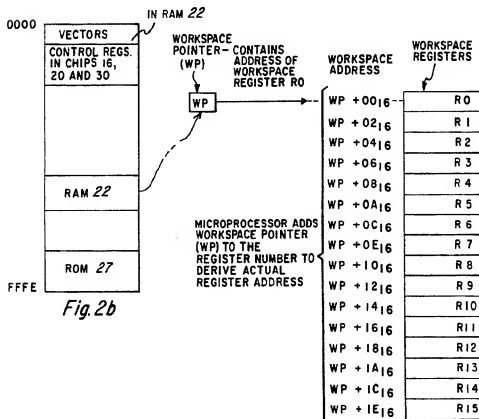 0000
VECTORS
IN RAM 22
CONTROL REGS.
IN CHIPS 16,
20 AND 30
RAM 22
ROM 27
FFFE
Fig. 2b
WORKSPACE
POINTER– CONTAINS
(WP) ADDRESS OF
WORKSPACE
REGISTER R0
WP
MICROPROCESSOR ADDS
WORKSPACE POINTER
(WP) TO THE
REGISTER NUMBER TO
DERIVE ACTUAL
REGISTER ADDRESS
WORKSPACE
ADDRESS
WORKSPACE
REGISTERS
WP +00₁₆ R0
WP +02₁₆ R1
WP +04₁₆ R2
WP +06₁₆ R3
WP +08₁₆ R4
WP +0A₁₆ R5
WP +0C₁₆ R6
WP +0E₁₆ R7
WP +10₁₆ R8
WP +12₁₆ R9
WP +14₁₆ R10
WP +16₁₆ R11
WP +18₁₆ R12
WP +1A₁₆ R13
WP +1C₁₆ R14
WP +1E₁₆ R15